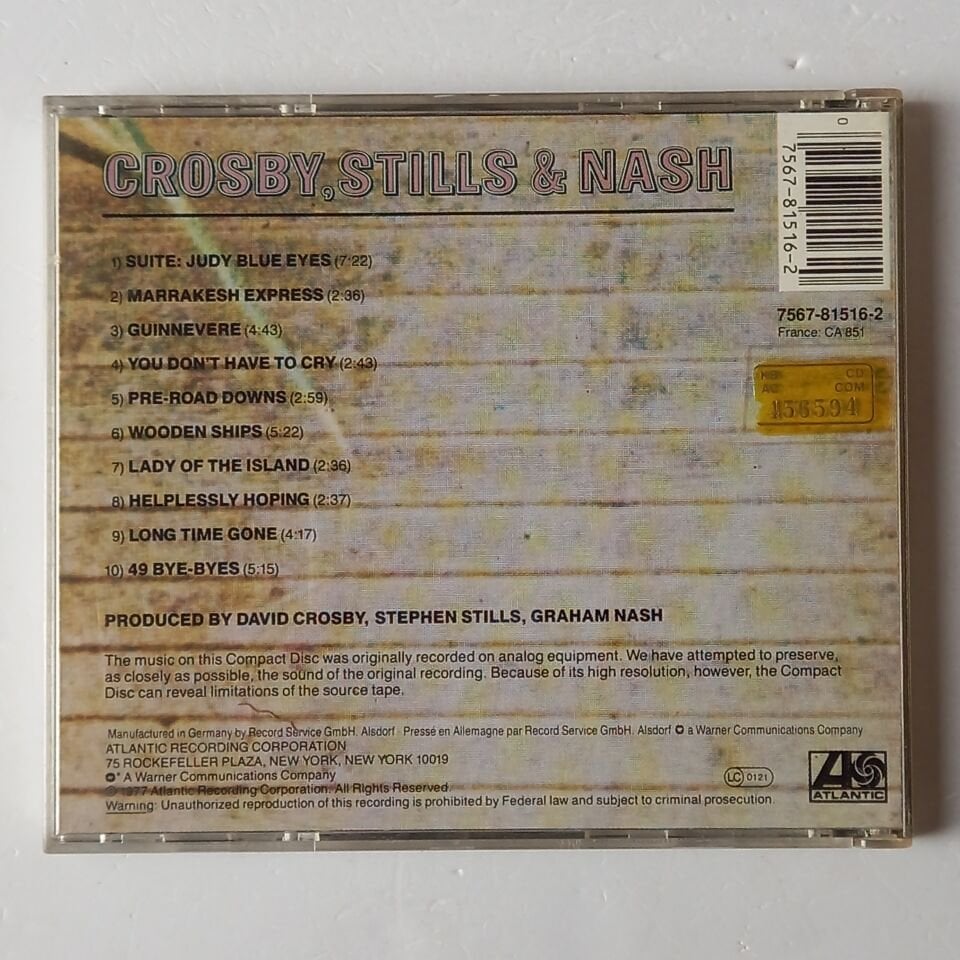 CROSBY, STILLS & NASH
1) SUITE: JUDY BLUE EYES (7:22)
2) MARRAKESH EXPRESS (2:36)
3) GUINNEVERE (4:43)
4) YOU DON'T HAVE TO CRY (2:43)
5) PRE-ROAD DOWNS (2:59)
6) WOODEN SHIPS (5:22)
7) LADY OF THE ISLAND (2:36)
8) HELPLESSLY HOPING (2:37)
9) LONG TIME GONE (4:17)
10) 49 BYE-BYES (5:15)
0
7567-81516-2
7567-81516-2
France: CA 851
CD
COM
PRODUCED BY DAVID CROSBY, STEPHEN STILLS, GRAHAM NASH
The music on this Compact Disc was originally recorded on analog equipment. We have attempted to preserve,
as closely as possible, the sound of the original recording. Because of its high resolution, however, the Compact
Disc can reveal limitations of the source tape.
Manufactured in Germany by Record Service GmbH. Alsdorf Pressé en Allemagne par Record Service GmbH. Alsdorf a Warner Communications Company
ATLANTIC RECORDING CORPORATION
75 ROCKEFELLER PLAZA, NEW YORK, NEW YORK 10019
* A Warner Communications Company
1977 Atlantic Recording Corporation. All Rights Reserved
Warning: Unauthorized reproduction of this recording is prohibited by Federal law and subject to criminal prosecution.
LC 0121
ATLANTIC